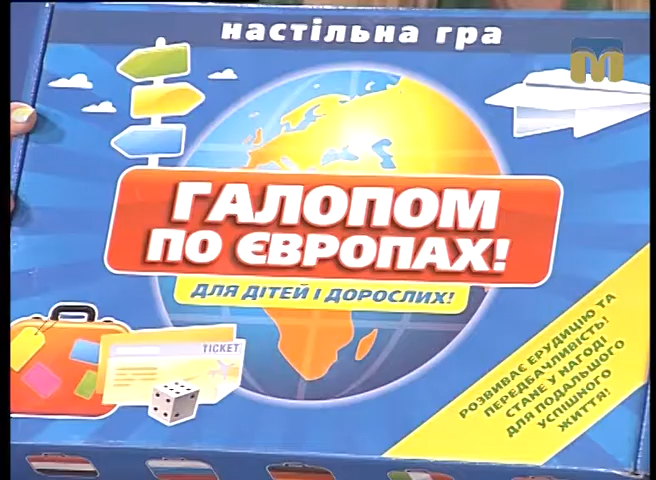 настільна гра
ГАЛОПОМ
ПО ЄВРОПАХ!
ДЛЯ ДІТЕЙ І ДОРОСЛИХ!
TICKET
РОЗВИВАЄ ЕРУДИЦІЮ ТА
ПЕРЕДБАЧЛИВІСТЬ!
СТАНЕ У НАГОДІ
ДЛЯ ПОДАЛЬШОГО
УСПІШНОГО
ЖИТТЯ!